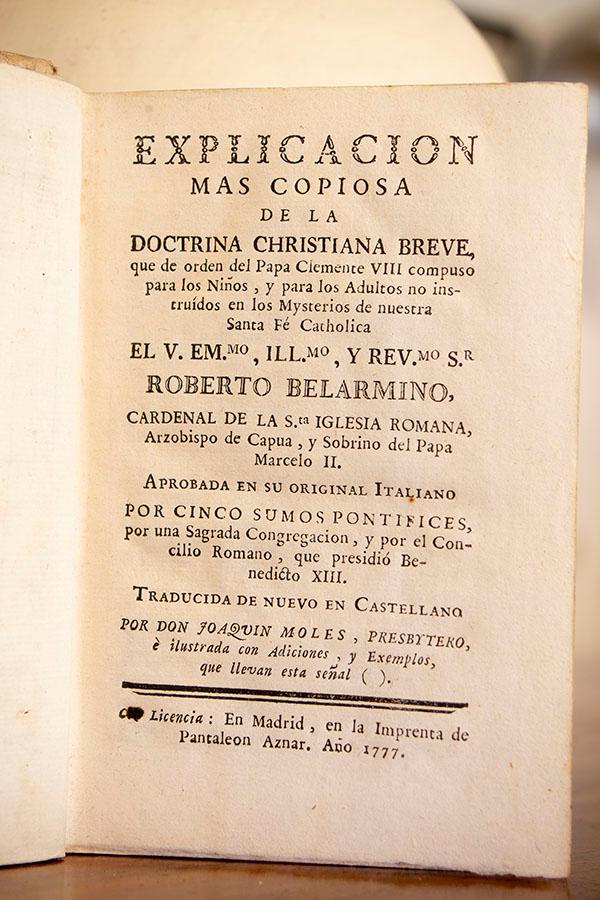 EXPLICACION
MAS COPIOSA
DE LA
DOCTRINA CHRISTIANA BREVE,
que de orden del Papa Clemente VIII compuso
para los Niños , y para los Adultos no ins-
truídos en los Mysterios de nuestra
Santa Fé Catholica
EL V. EM.MO , ILL.MO , Y REV.MO S.R
ROBERTO BELARMINO,
CARDENAL DE LA S.ta IGLESIA ROMANA,
Arzobispo de Capua , y Sobrino del Papa
Marcelo II.
APROBADA EN SU ORIGINAL ITALIANO
POR CINCO SUMOS PONTIFICES,
por una Sagrada Congregacion , y por el Con-
cilio Romano , que presidió Be-
nedicto XIII.
TRADUCIDA DE NUEVO EN CASTELLANO
POR DON JOAQUIN MOLES , PRESBYTERO,
è ilustrada con Adiciones , y Exemplos,
que llevan esta señal ( ).
Licencia : En Madrid , en la Imprenta de
Pantaleon Aznar. Año 1777.